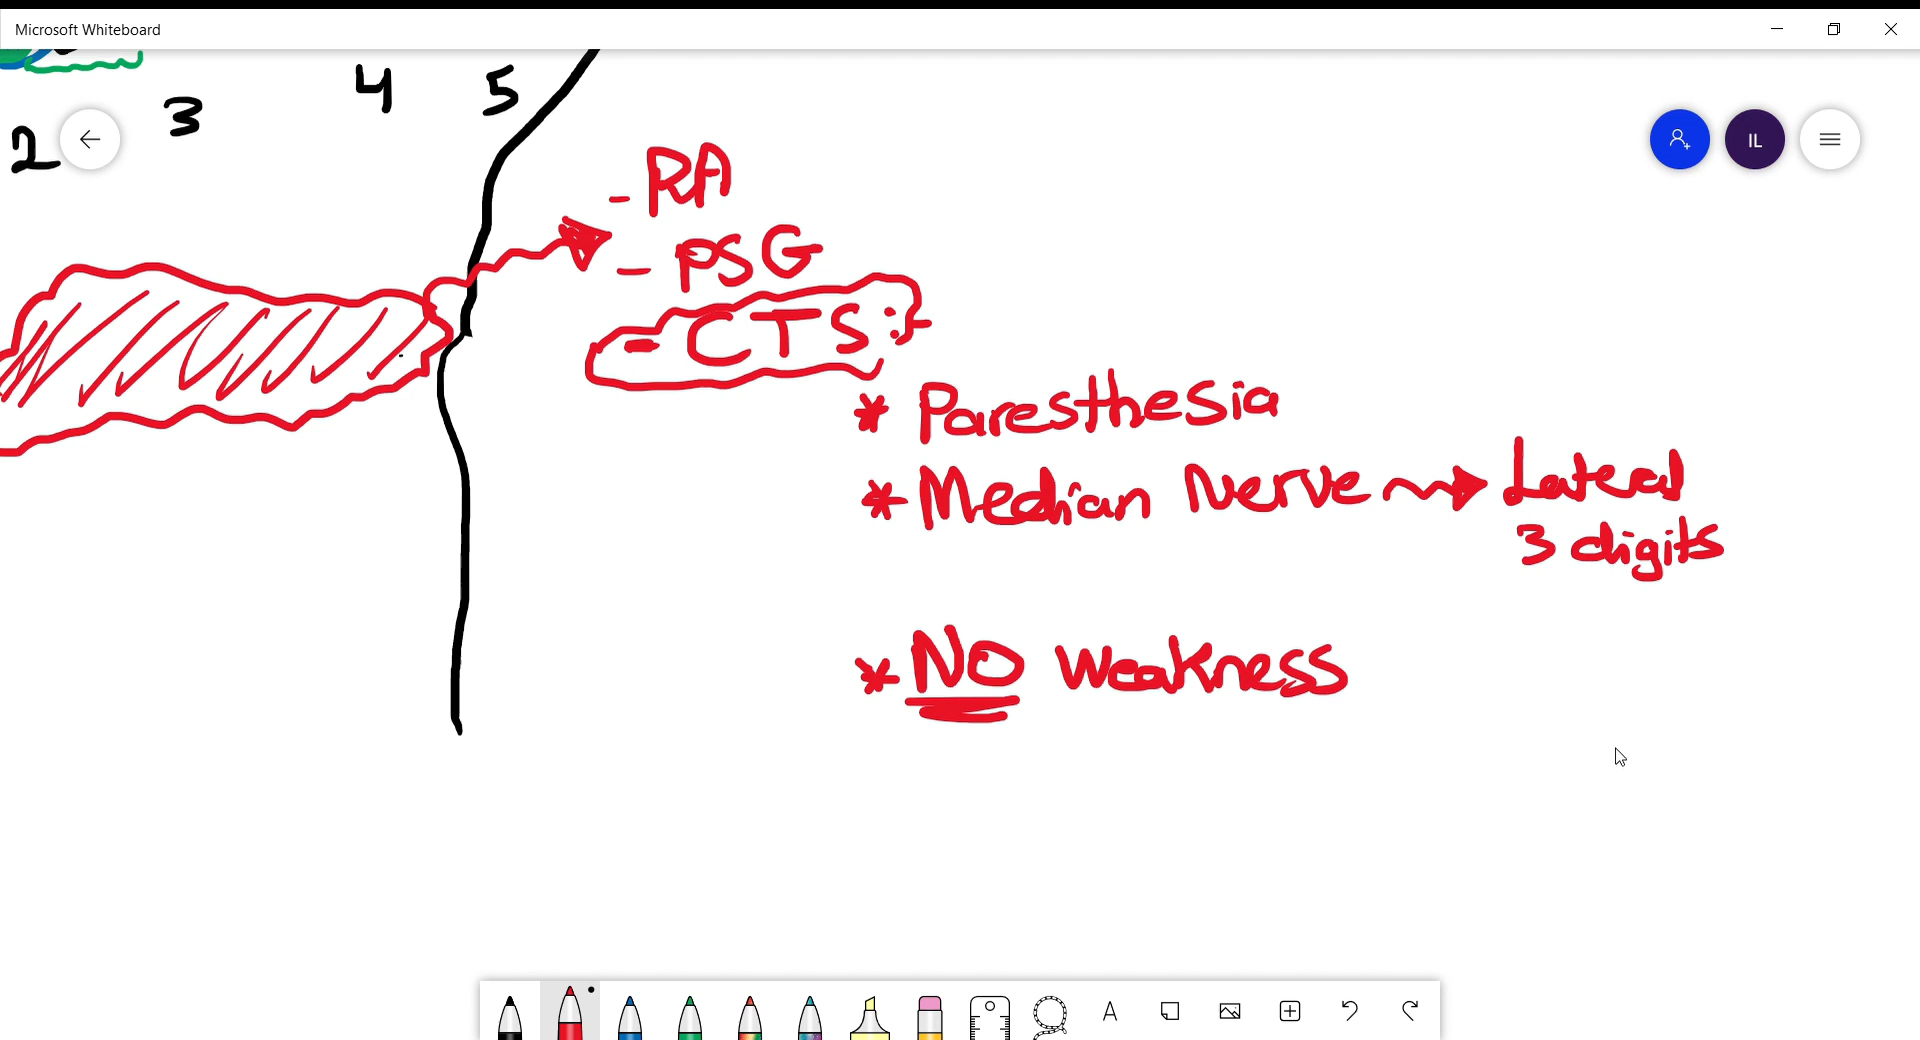 Microsoft Whiteboard
2 3 4 5
IL
- RA
- PSG
- CTS :}
* Paresthesia
* Median Nerve → Lateral
3 digits
* NO Weakness
A